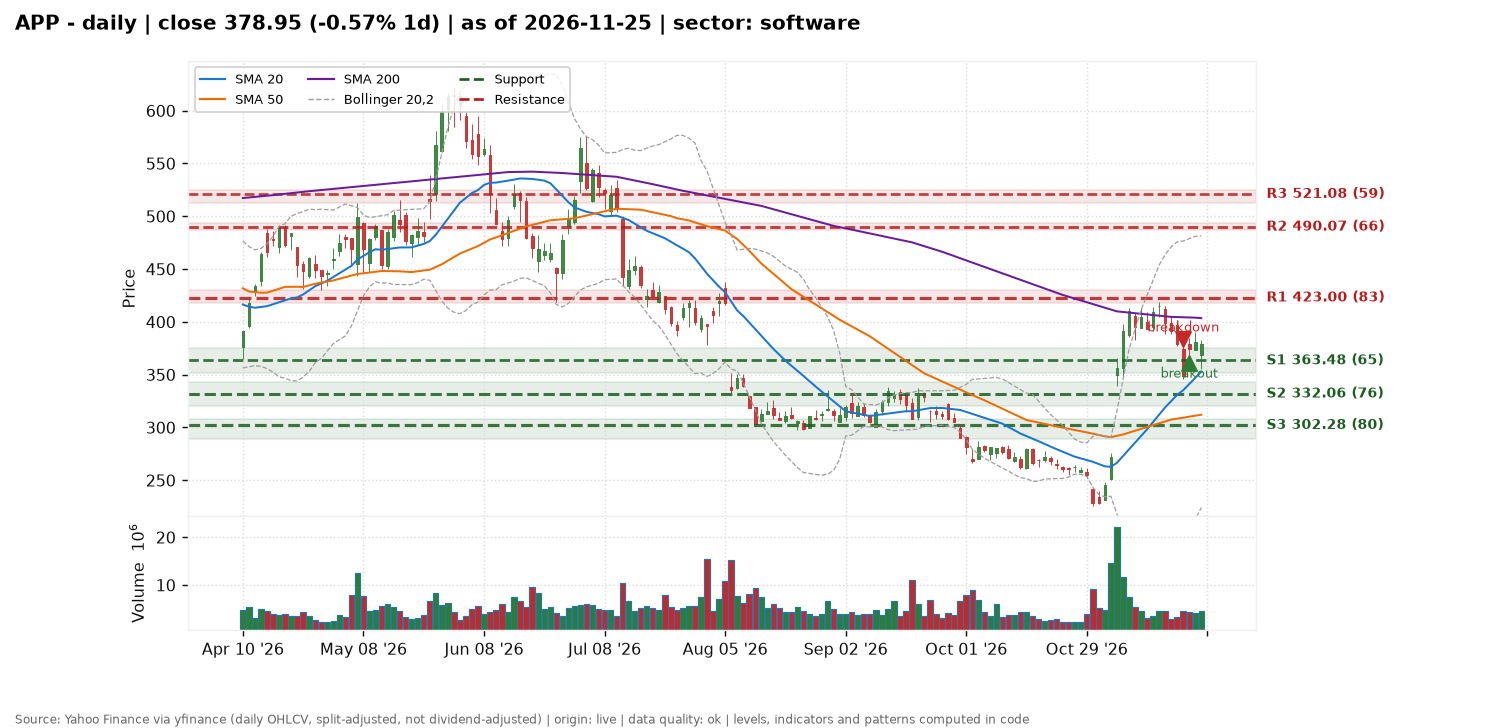 APP - daily | close 378.95 (-0.57% 1d) | as of 2026-11-25 | sector: software
SMA 20
SMA 50
SMA 200
Bollinger 20,2
Support
Resistance
Price
600
550
500
450
400
350
300
250
R3 521.08 (59)
R2 490.07 (66)
R1 423.00 (83)
S1 363.48 (65)
S2 332.06 (76)
S3 302.28 (80)
breakdown
breakout
Volume 10⁶
20
10
Apr 10 '26
May 08 '26
Jun 08 '26
Jul 08 '26
Aug 05 '26
Sep 02 '26
Oct 01 '26
Oct 29 '26
Source: Yahoo Finance via yfinance (daily OHLCV, split-adjusted, not dividend-adjusted) | origin: live | data quality: ok | levels, indicators and patterns computed in code